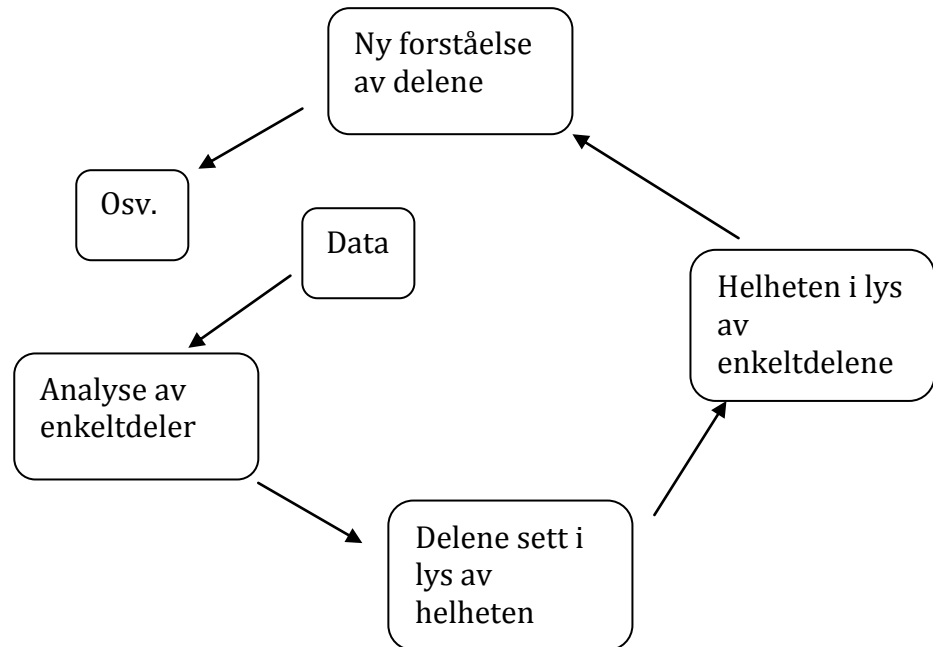 Ny forståelse
av delene
Osv.
Data
Helheten i lys
av
enkeltdelene
Analyse av
enkeltdeler
Delene sett i
lys av
helheten